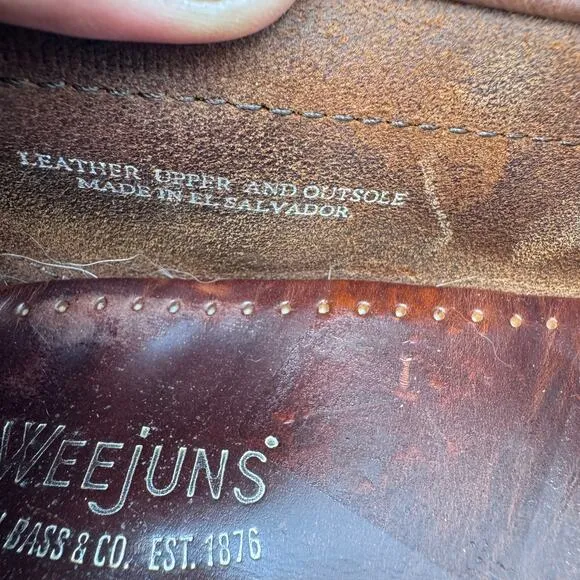 LEATHER UPPER AND OUTSOLE
MADE IN EL SALVADOR
WEEJUNS
BASS & CO. EST. 1876